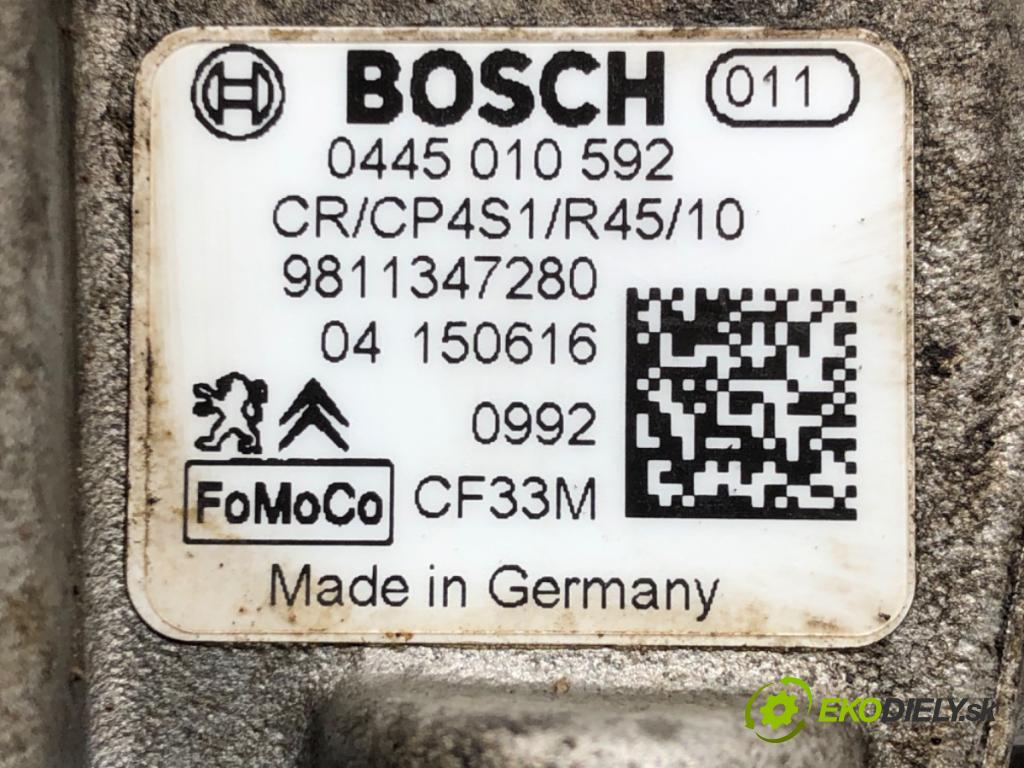 BOSCH 011
0445 010 592
CR/CP4S1/R45/10
9811347280
04 150616
0992
FoMoCo CF33M
Made in Germany
EKODIELY.sk